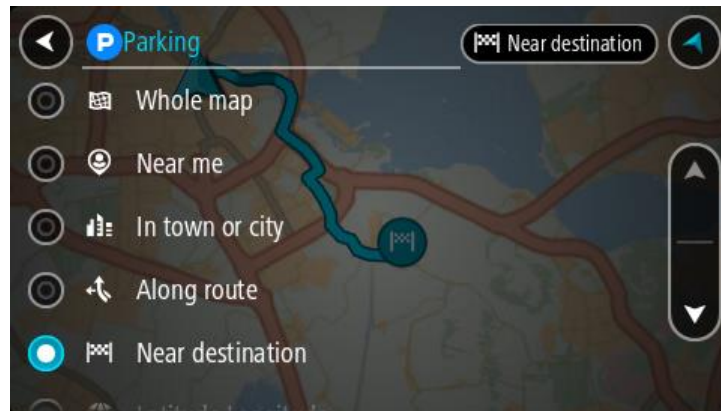 P Parking
Near destination
Whole map
Near me
In town or city
Along route
Near destination